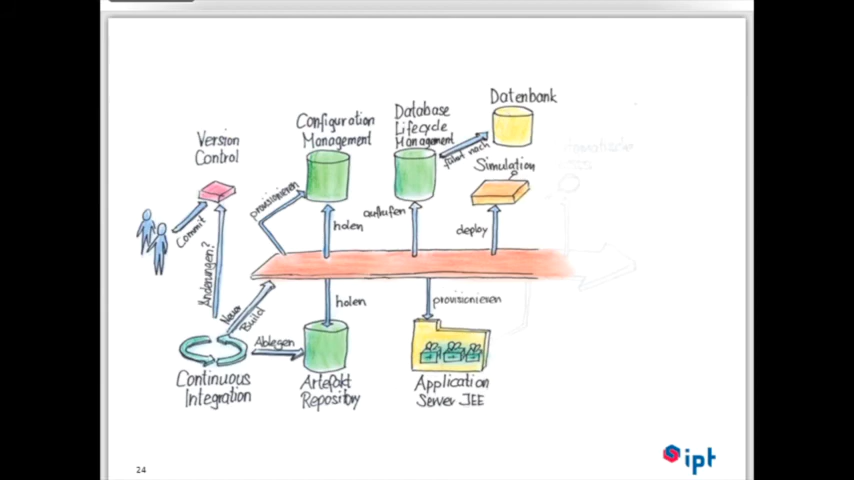 Datenbank
Database
Lifecycle
Management
führt nach
Configuration
Management
Version
Control
Simulation
provisionieren
aufrufen
holen
deploy
Commit
Änderungen?
holen
provisionieren
Neuer
Build
Ablegen
Continuous
Integration
Artefakt
Repository
Application
Server JEE
24
ipt